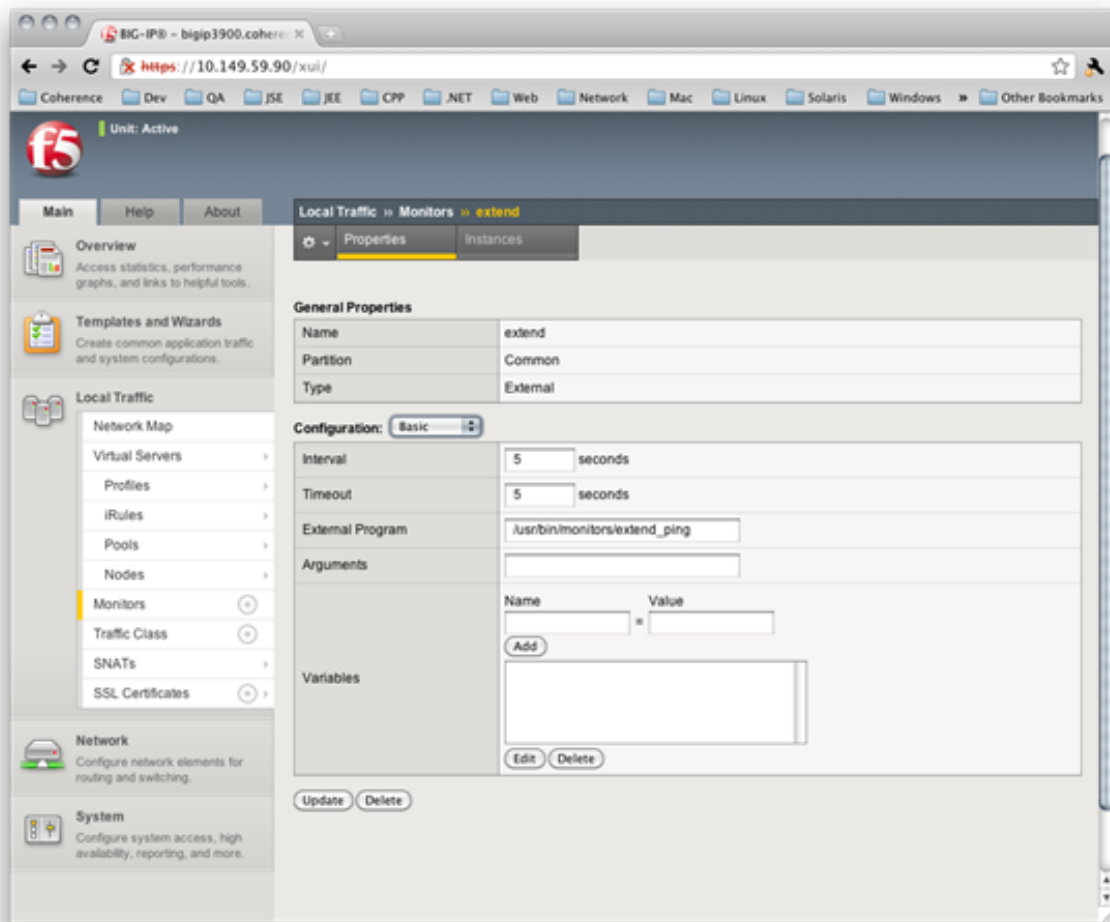 BIG-IP® – bigip3900.coheren
https://10.149.59.90/xui/
Coherence Dev QA JSE JEE CPP .NET Web Network Mac Linux Solaris Windows » Other Bookmarks
f5
Unit: Active
Main Help About
Local Traffic » Monitors » extend
Properties Instances
Overview
Access statistics, performance
graphs, and links to helpful tools.
Templates and Wizards
Create common application traffic
and system configurations.
Local Traffic
Network Map
Virtual Servers
Profiles
iRules
Pools
Nodes
Monitors
Traffic Class
SNATs
SSL Certificates
Network
Configure network elements for
routing and switching.
System
Configure system access, high
availability, reporting, and more.
General Properties
Name extend
Partition Common
Type External
Configuration: Basic
Interval 5 seconds
Timeout 5 seconds
External Program /usr/bin/monitors/extend_ping
Arguments
Name Value
=
Add
Variables
Edit Delete
Update Delete